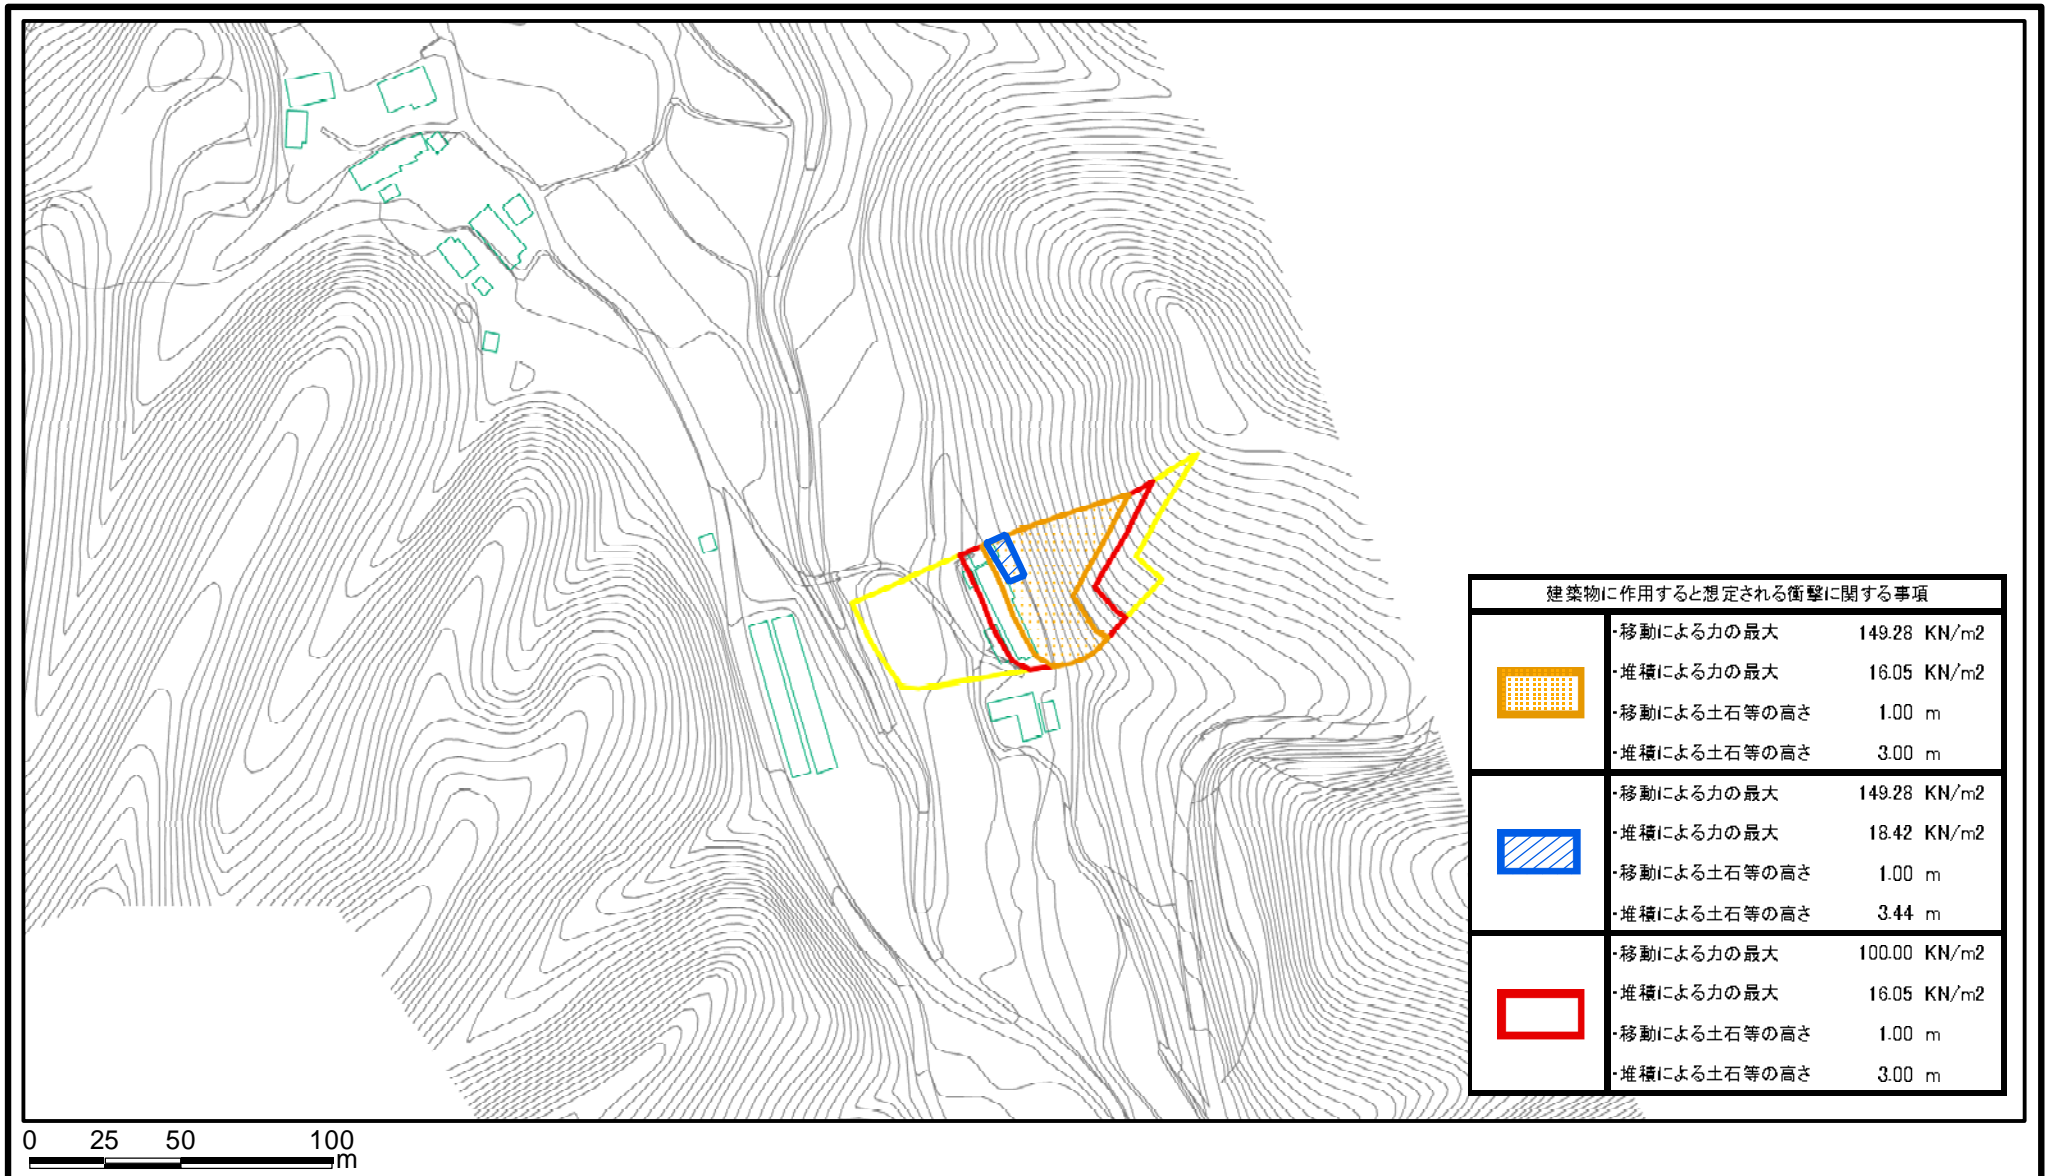 建築物に作用すると想定される衝撃に関する事項
・移動による力の最大 149.28 KN/m2
・堆積による力の最大 16.05 KN/m2
・移動による土石等の高さ 1.00 m
・堆積による土石等の高さ 3.00 m
・移動による力の最大 149.28 KN/m2
・堆積による力の最大 18.42 KN/m2
・移動による土石等の高さ 1.00 m
・堆積による土石等の高さ 3.44 m
・移動による力の最大 100.00 KN/m2
・堆積による力の最大 16.05 KN/m2
・移動による土石等の高さ 1.00 m
・堆積による土石等の高さ 3.00 m
0 25 50 100
m